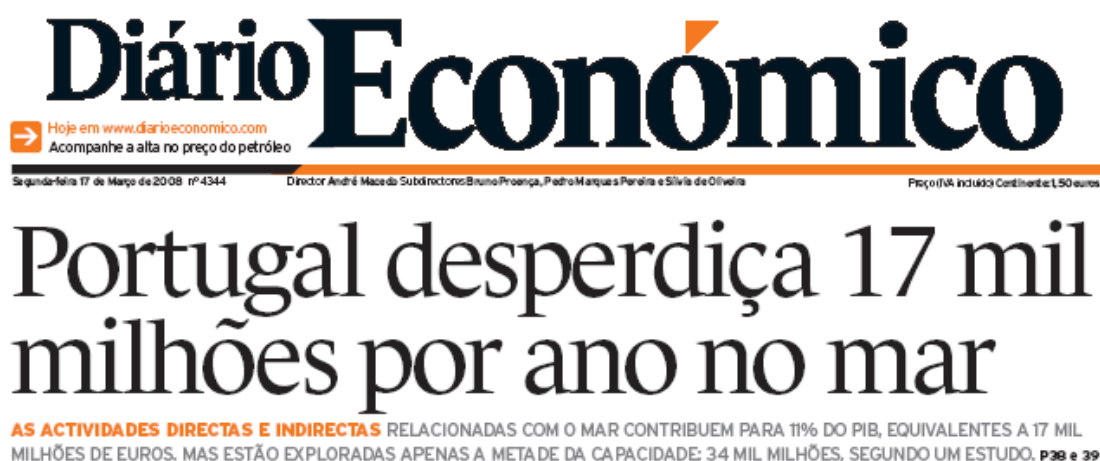 Diário Económico
Hoje em www.diarioeconomico.com
Acompanhe a alta no preço do petróleo
Segunda-feira 17 de Março de 2008 nº 4344 Director André Macedo Subdirectores Bruno Proença, Pedro Marques Pereira e Sílvia de Oliveira Preço (IVA incluído) Continente: 1,50 euros
Portugal desperdiça 17 mil
milhões por ano no mar
AS ACTIVIDADES DIRECTAS E INDIRECTAS RELACIONADAS COM O MAR CONTRIBUEM PARA 11% DO PIB, EQUIVALENTES A 17 MIL
MILHÕES DE EUROS. MAS ESTÃO EXPLORADAS APENAS A METADE DA CAPACIDADE: 34 MIL MILHÕES, SEGUNDO UM ESTUDO. P38 e 39